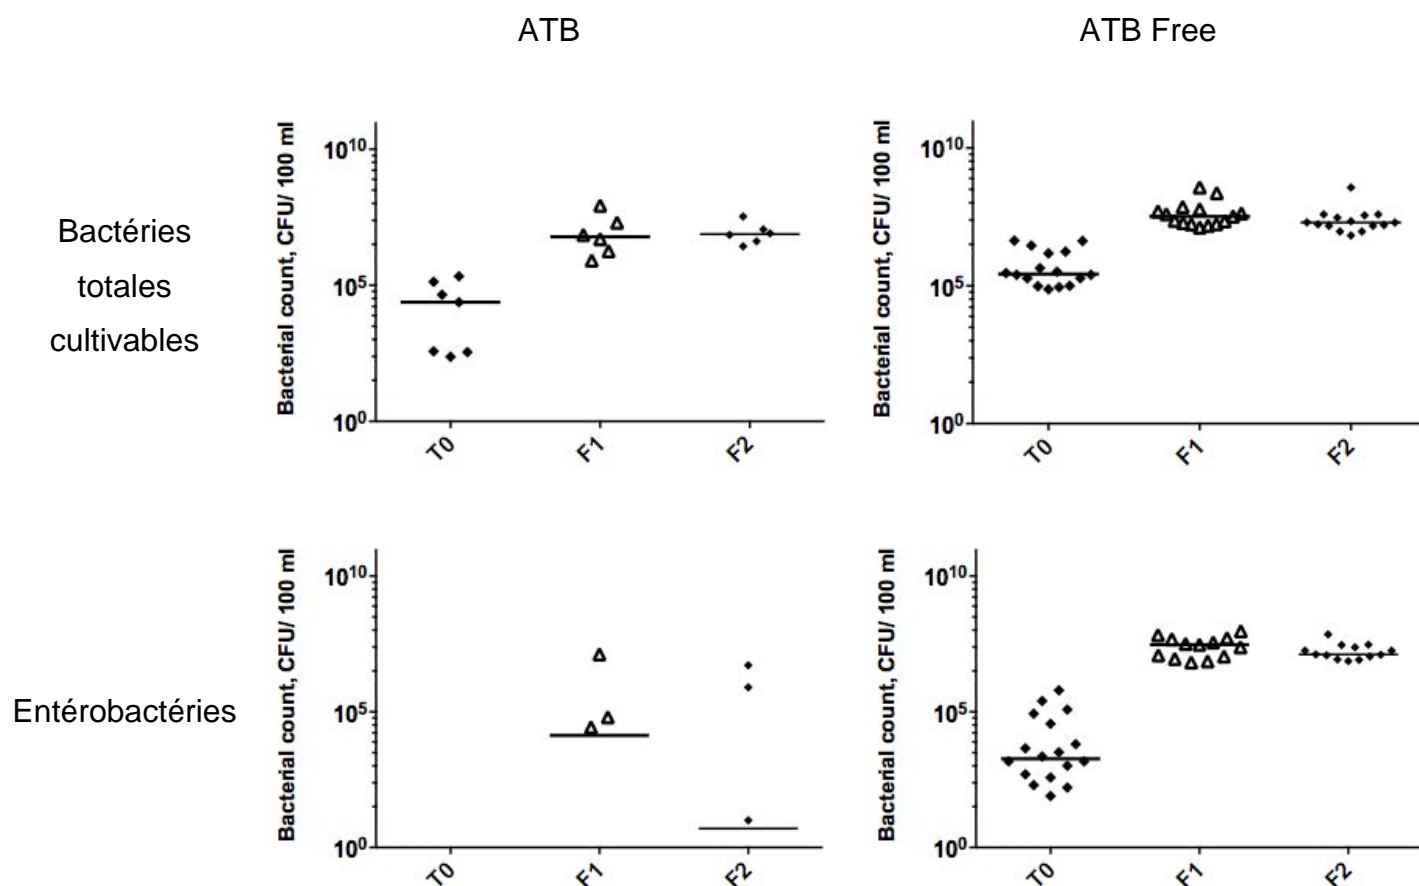 ATB
ATB Free
Bactéries
totales
cultivables
Bacterial count, CFU/ 100 ml
10¹⁰
10⁵
10⁰
T0
F1
F2
Bacterial count, CFU/ 100 ml
10¹⁰
10⁵
10⁰
T0
F1
F2
Entérobactéries
Bacterial count, CFU/ 100 ml
10¹⁰
10⁵
10⁰
T0
F1
F2
Bacterial count, CFU/ 100 ml
10¹⁰
10⁵
10⁰
T0
F1
F2